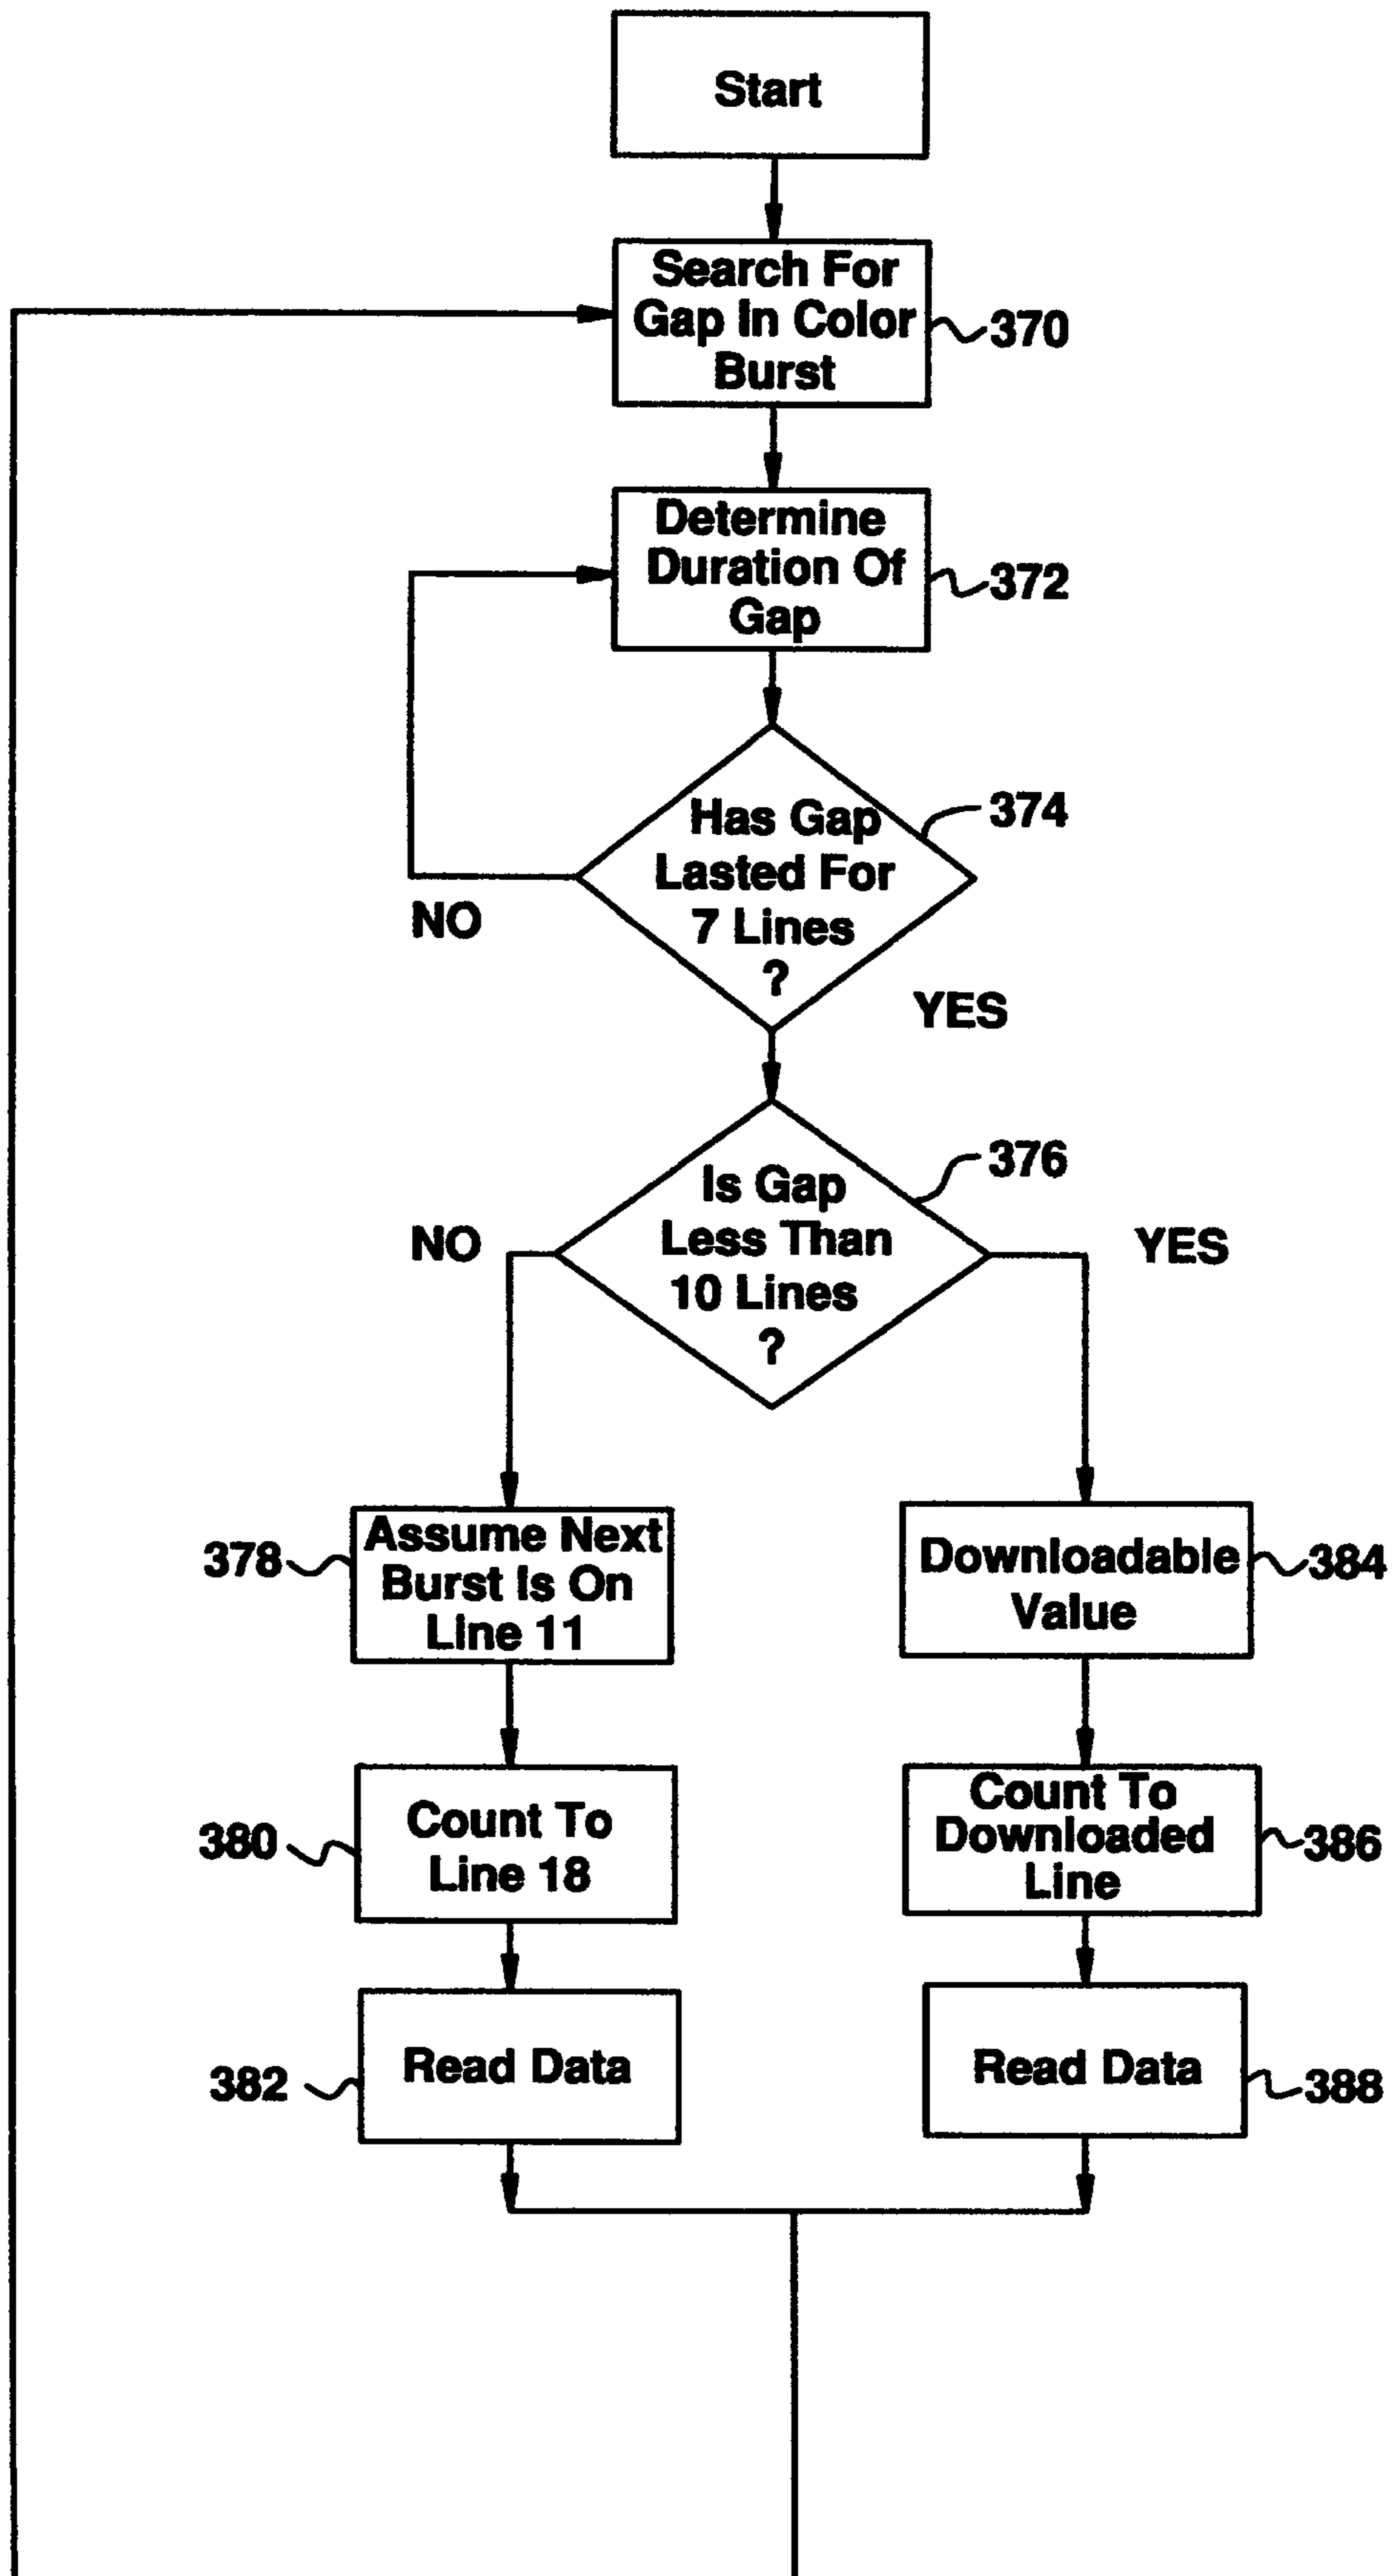 Start
Search For
Gap In Color
Burst
370
Determine
Duration Of
Gap
372
Has Gap
Lasted For
7 Lines
?
374
NO
YES
Is Gap
Less Than
10 Lines
?
376
NO
YES
378
Assume Next
Burst Is On
Line 11
Downloadable
Value
384
380
Count To
Line 18
Count To
Downloaded
Line
386
382
Read Data
Read Data
388